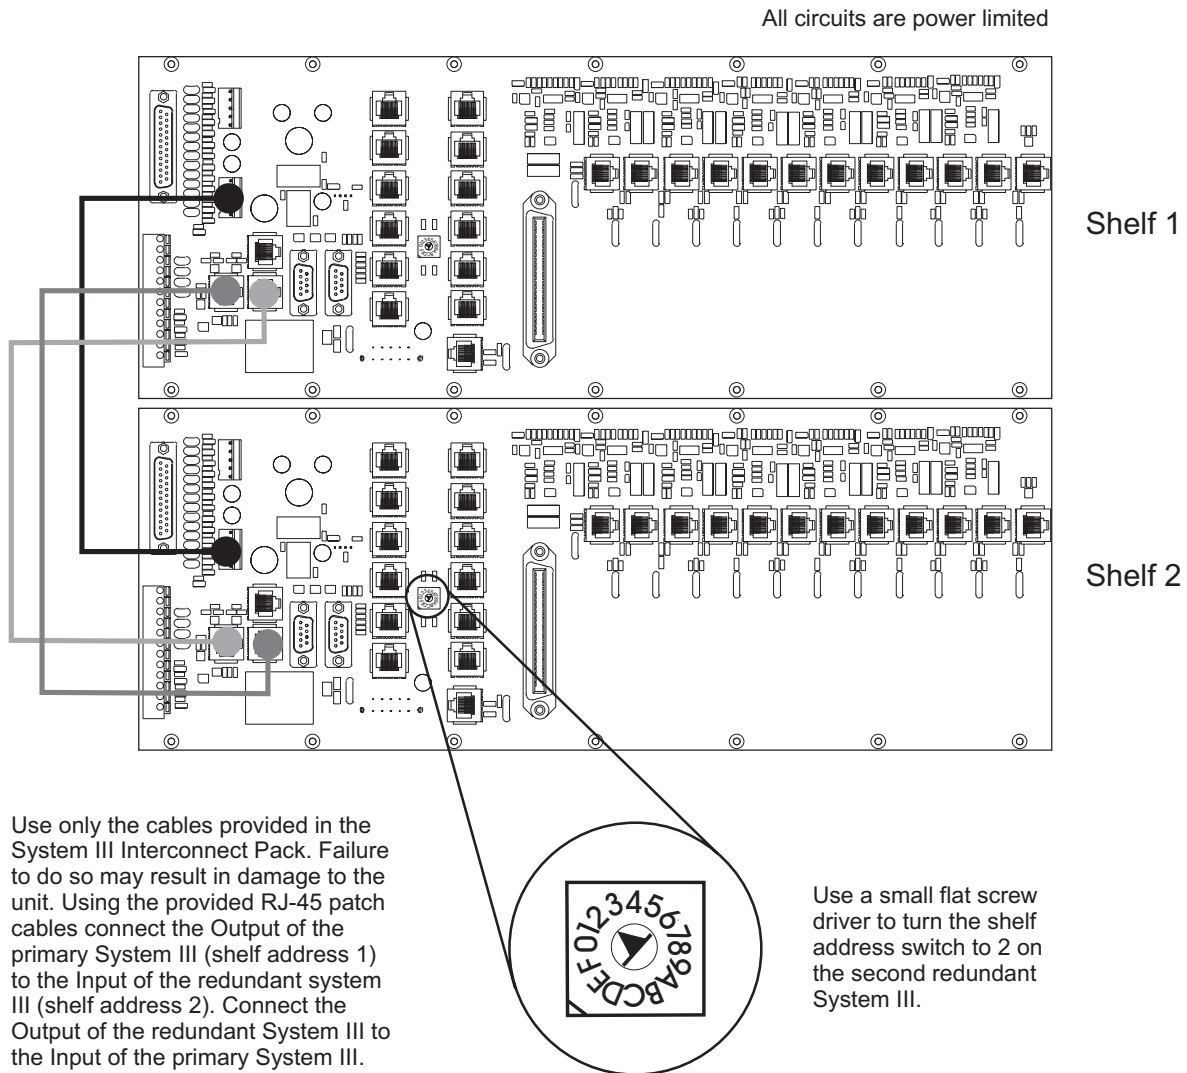 All circuits are power limited
Shelf 1
Shelf 2
Use only the cables provided in the
System III Interconnect Pack. Failure
to do so may result in damage to the
unit. Using the provided RJ-45 patch
cables connect the Output of the
primary System III (shelf address 1)
to the Input of the redundant system
III (shelf address 2). Connect the
Output of the redundant System III to
the Input of the primary System III.
0123456789ABCDEF
Use a small flat screw
driver to turn the shelf
address switch to 2 on
the second redundant
System III.